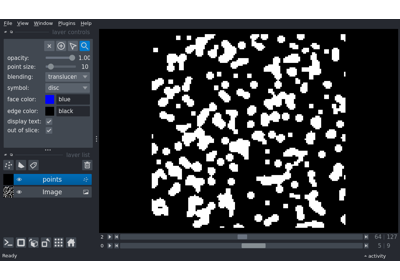 File View Window Plugins Help
layer controls
opacity: 1.00
point size: 10
blending: translucen
symbol: disc
face color: blue
edge color: black
display text:
out of slice:
layer list
points
Image
2 64 127
0 5 9
Ready activity